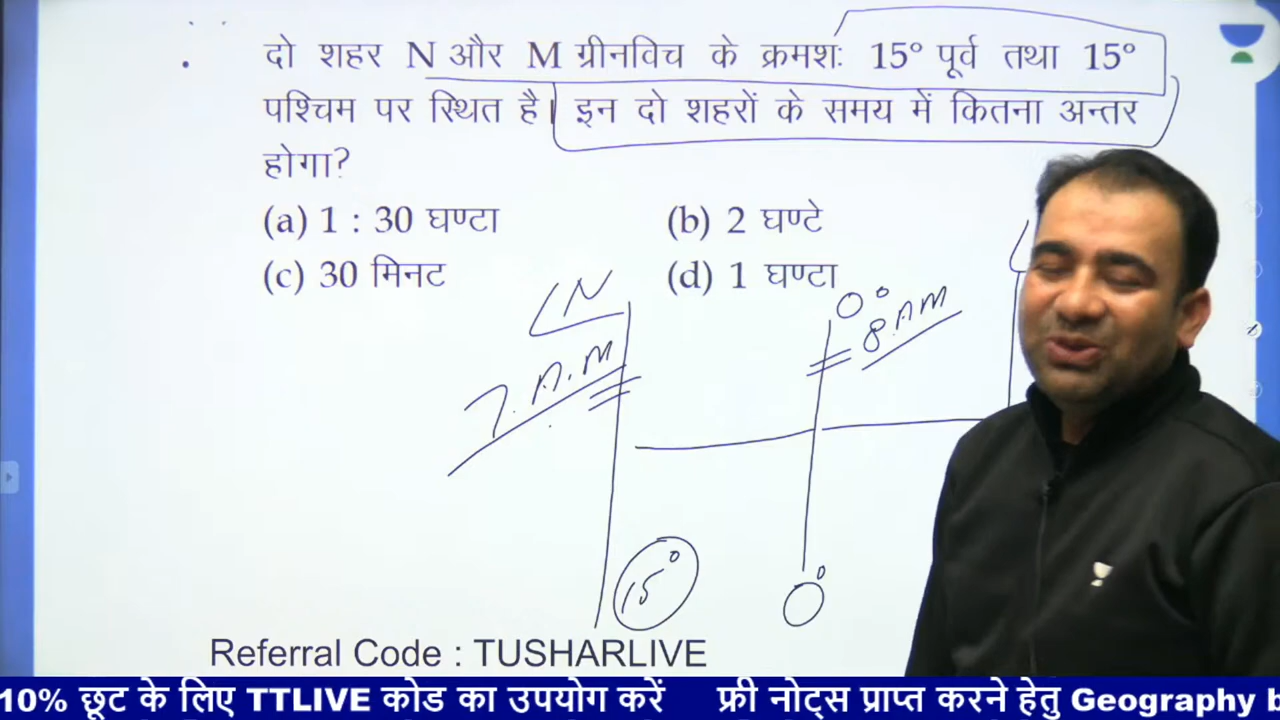 दो शहर N और M ग्रीनविच के क्रमशः 15° पूर्व तथा 15°
पश्चिम पर स्थित है। इन दो शहरों के समय में कितना अन्तर
होगा?
(a) 1 : 30 घण्टा (b) 2 घण्टे
(c) 30 मिनट (d) 1 घण्टा
N
0°
8 AM
7 A.M
15°
0°
Referral Code : TUSHARLIVE
10% छूट के लिए TTLIVE कोड का उपयोग करें फ्री नोट्स प्राप्त करने हेतु Geography b